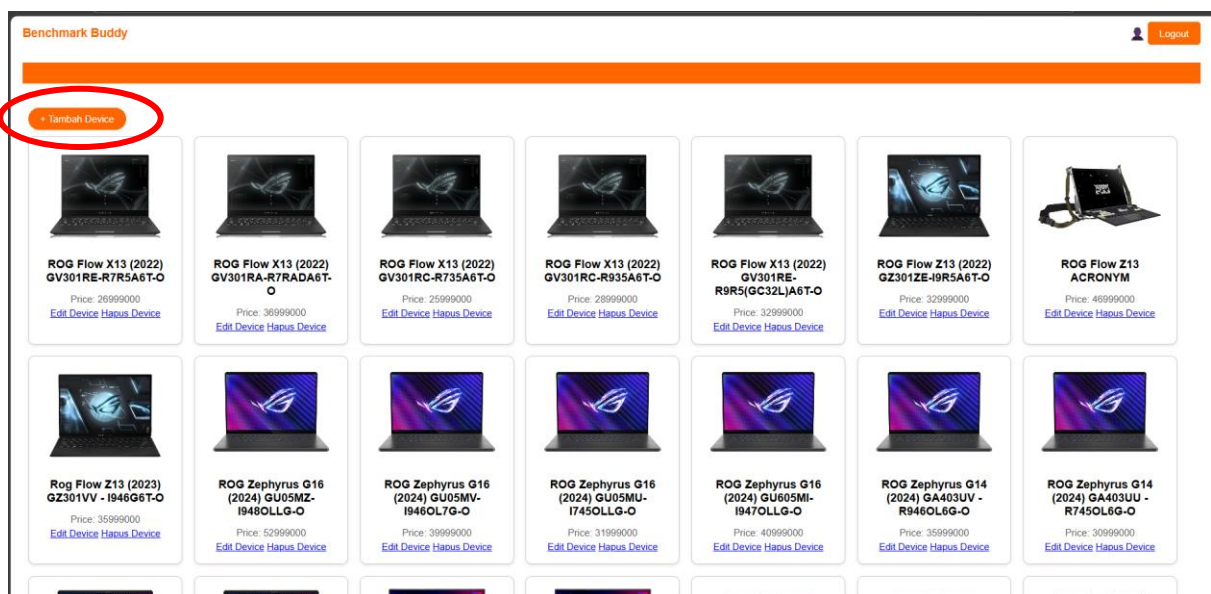 Benchmark Buddy
Logout
+ Tambah Device
ROG Flow X13 (2022)
GV301RE-R7R5A6T-O
Price: 26999000
Edit Device Hapus Device
ROG Flow X13 (2022)
GV301RA-R7RADA6T-
O
Price: 36999000
Edit Device Hapus Device
ROG Flow X13 (2022)
GV301RC-R735A6T-O
Price: 25999000
Edit Device Hapus Device
ROG Flow X13 (2022)
GV301RC-R935A6T-O
Price: 28999000
Edit Device Hapus Device
ROG Flow X13 (2022)
GV301RE-
R9R5(GC32L)A6T-O
Price: 32999000
Edit Device Hapus Device
ROG Flow Z13 (2022)
GZ301ZE-I9R5A6T-O
Price: 32999000
Edit Device Hapus Device
ROG Flow Z13
ACRONYM
Price: 46999000
Edit Device Hapus Device
Rog Flow Z13 (2023)
GZ301VV - I946G6T-O
Price: 35999000
Edit Device Hapus Device
ROG Zephyrus G16
(2024) GU05MZ-
I948OLLG-O
Price: 52999000
Edit Device Hapus Device
ROG Zephyrus G16
(2024) GU05MV-
I946OL7G-O
Price: 39999000
Edit Device Hapus Device
ROG Zephyrus G16
(2024) GU05MU-
I745OLLG-O
Price: 31999000
Edit Device Hapus Device
ROG Zephyrus G16
(2024) GU605MI-
I947OLLG-O
Price: 40999000
Edit Device Hapus Device
ROG Zephyrus G14
(2024) GA403UV -
R946OL6G-O
Price: 35999000
Edit Device Hapus Device
ROG Zephyrus G14
(2024) GA403UU -
R745OL6G-O
Price: 30999000
Edit Device Hapus Device